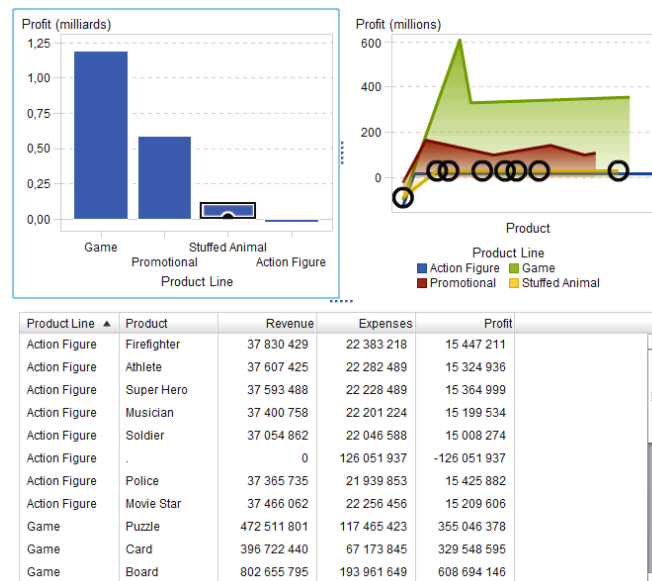 Profit (milliards)
1,25
1,00
0,75
0,50
0,25
0,00
Game
Stuffed Animal
Promotional
Action Figure
Product Line
Profit (millions)
600
400
200
0
Product
Product Line
Action Figure Game
Promotional Stuffed Animal
Product Line ▲ Product Revenue Expenses Profit
Action Figure Firefighter 37 830 429 22 383 218 15 447 211
Action Figure Athlete 37 607 425 22 282 489 15 324 936
Action Figure Super Hero 37 593 488 22 228 489 15 364 999
Action Figure Musician 37 400 758 22 201 224 15 199 534
Action Figure Soldier 37 054 862 22 046 588 15 008 274
Action Figure . 0 126 051 937 -126 051 937
Action Figure Police 37 365 735 21 939 853 15 425 882
Action Figure Movie Star 37 466 062 22 256 456 15 209 606
Game Puzzle 472 511 801 117 465 423 355 046 378
Game Card 396 722 440 67 173 845 329 548 595
Game Board 802 655 795 193 961 649 608 694 146